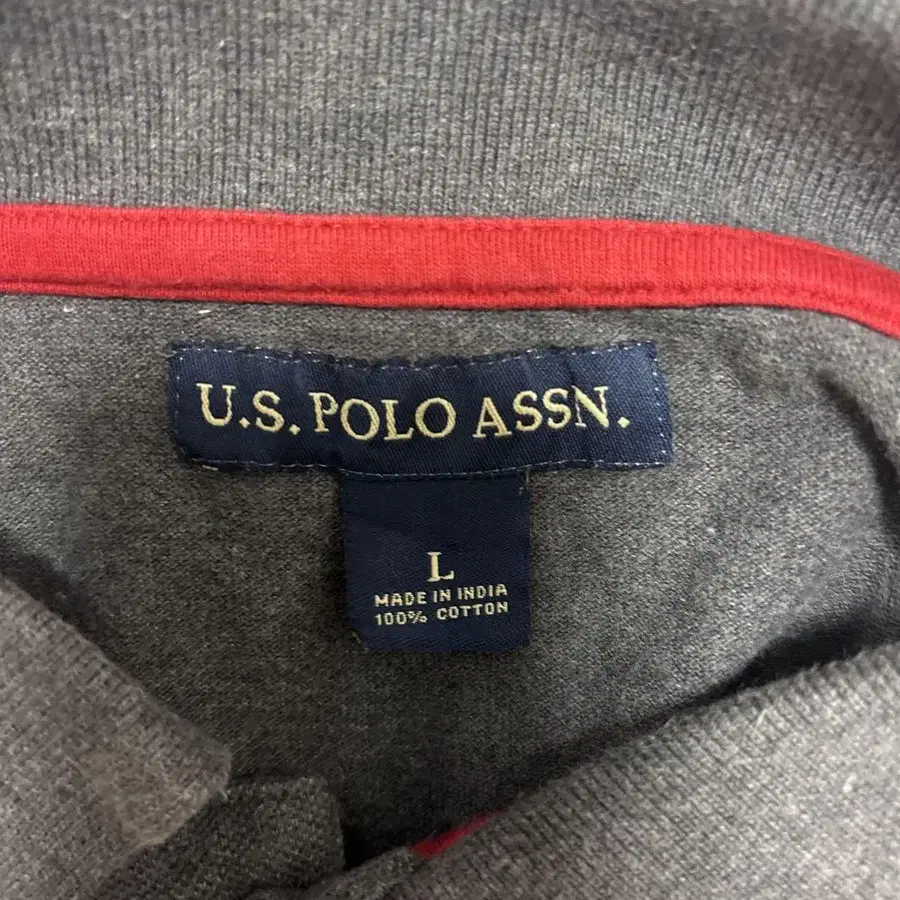 U.S. POLO ASSN.
L
MADE IN INDIA
100% COTTON